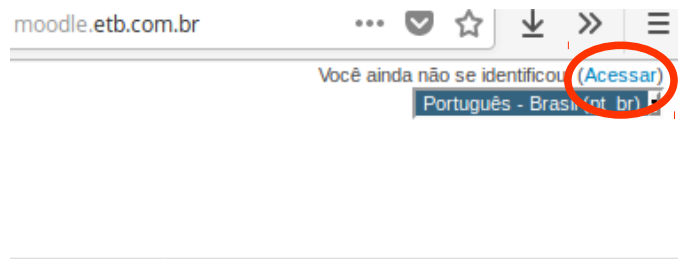 moodle.etb.com.br
Você ainda não se identificou (Acessar)
Português - Brasil (pt_br)